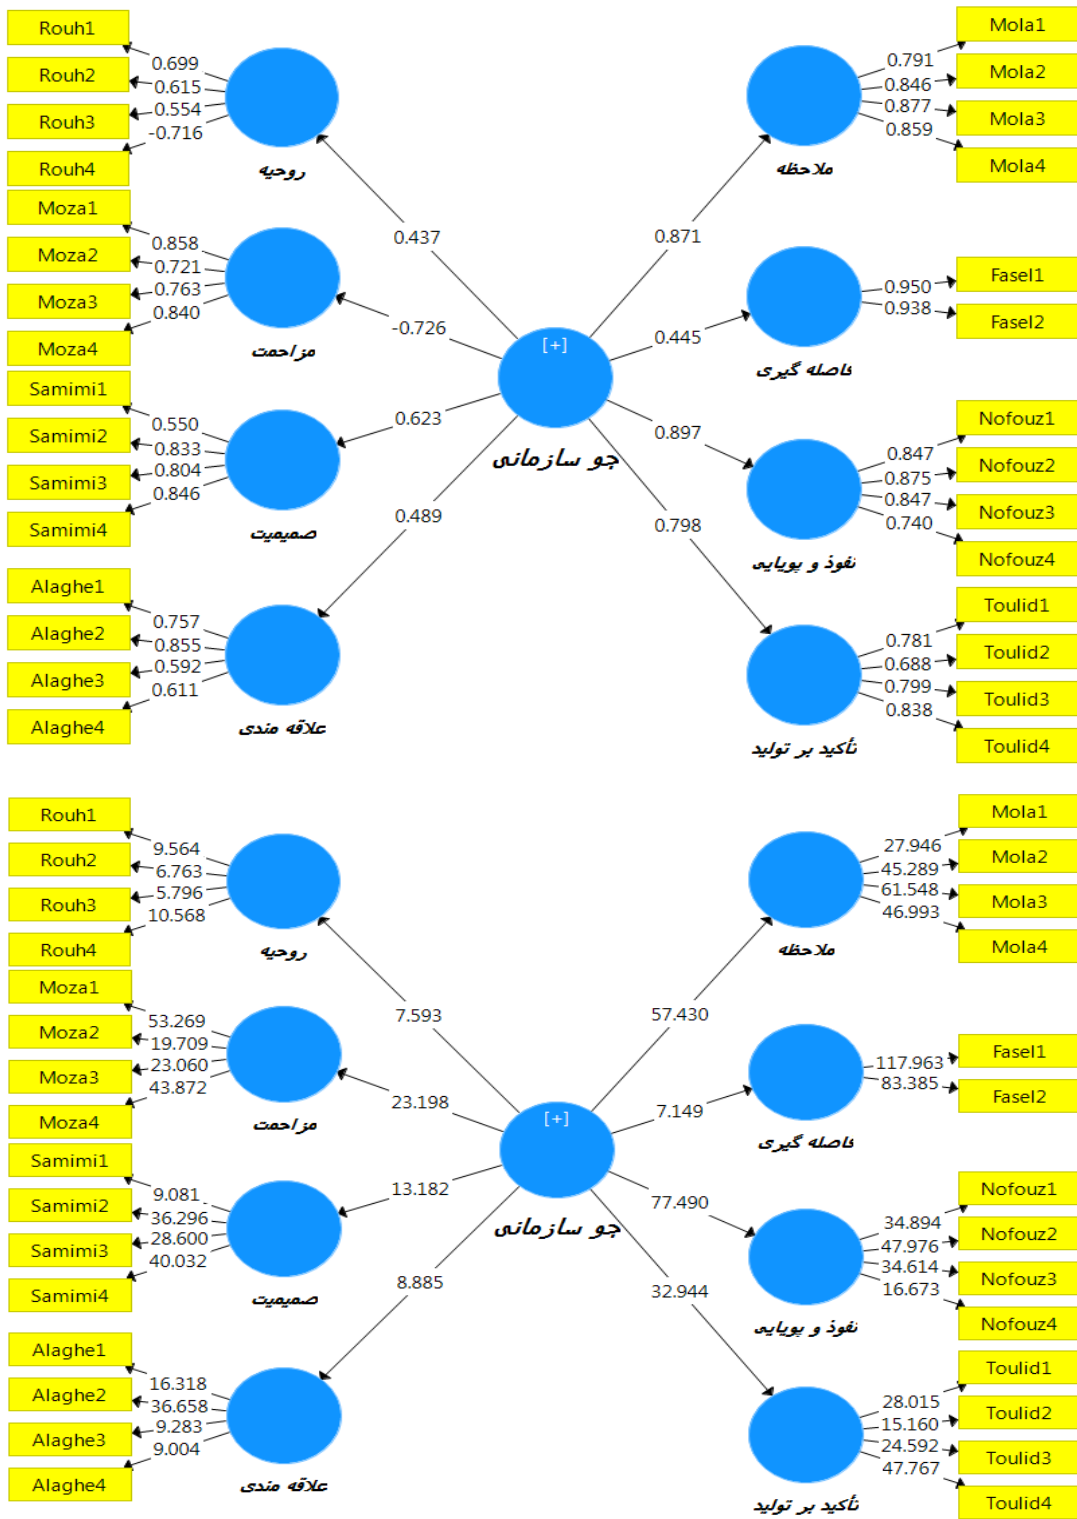 Rouh1
Rouh2
Rouh3
Rouh4
0.699
0.615
0.554
-0.716
روحیه
Moza1
Moza2
Moza3
Moza4
0.858
0.721
0.763
0.840
مزاحمت
Samimi1
Samimi2
Samimi3
Samimi4
0.550
0.833
0.804
0.846
صمیمیت
Alaghe1
Alaghe2
Alaghe3
Alaghe4
0.757
0.855
0.592
0.611
علاقه مندی
0.437
-0.726
0.623
0.489
[+]
جو سازمانی
0.871
0.445
0.897
0.798
Mola1
Mola2
Mola3
Mola4
0.791
0.846
0.877
0.859
ملاحظه
Fasel1
Fasel2
0.950
0.938
فاصله گیری
Nofouz1
Nofouz2
Nofouz3
Nofouz4
0.847
0.875
0.847
0.740
نفوذ و پویایی
Toulid1
Toulid2
Toulid3
Toulid4
0.781
0.688
0.799
0.838
تأکید بر تولید
Rouh1
Rouh2
Rouh3
Rouh4
9.564
6.763
5.796
10.568
روحیه
Moza1
Moza2
Moza3
Moza4
53.269
19.709
23.060
43.872
مزاحمت
Samimi1
Samimi2
Samimi3
Samimi4
9.081
36.296
28.600
40.032
صمیمیت
Alaghe1
Alaghe2
Alaghe3
Alaghe4
16.318
36.658
9.283
9.004
علاقه مندی
7.593
23.198
13.182
8.885
[+]
جو سازمانی
57.430
7.149
77.490
32.944
Mola1
Mola2
Mola3
Mola4
27.946
45.289
61.548
46.993
ملاحظه
Fasel1
Fasel2
117.963
83.385
فاصله گیری
Nofouz1
Nofouz2
Nofouz3
Nofouz4
34.894
47.976
34.614
16.673
نفوذ و پویایی
Toulid1
Toulid2
Toulid3
Toulid4
28.015
15.160
24.592
47.767
تأکید بر تولید